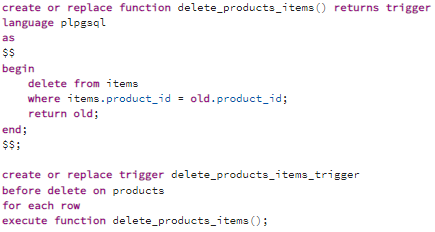 create or replace function delete_products_items() returns trigger
language plpgsql
as
$$
begin
    delete from items
    where items.product_id = old.product_id;
    return old;
end;
$$;

create or replace trigger delete_products_items_trigger
before delete on products
for each row
execute function delete_products_items();